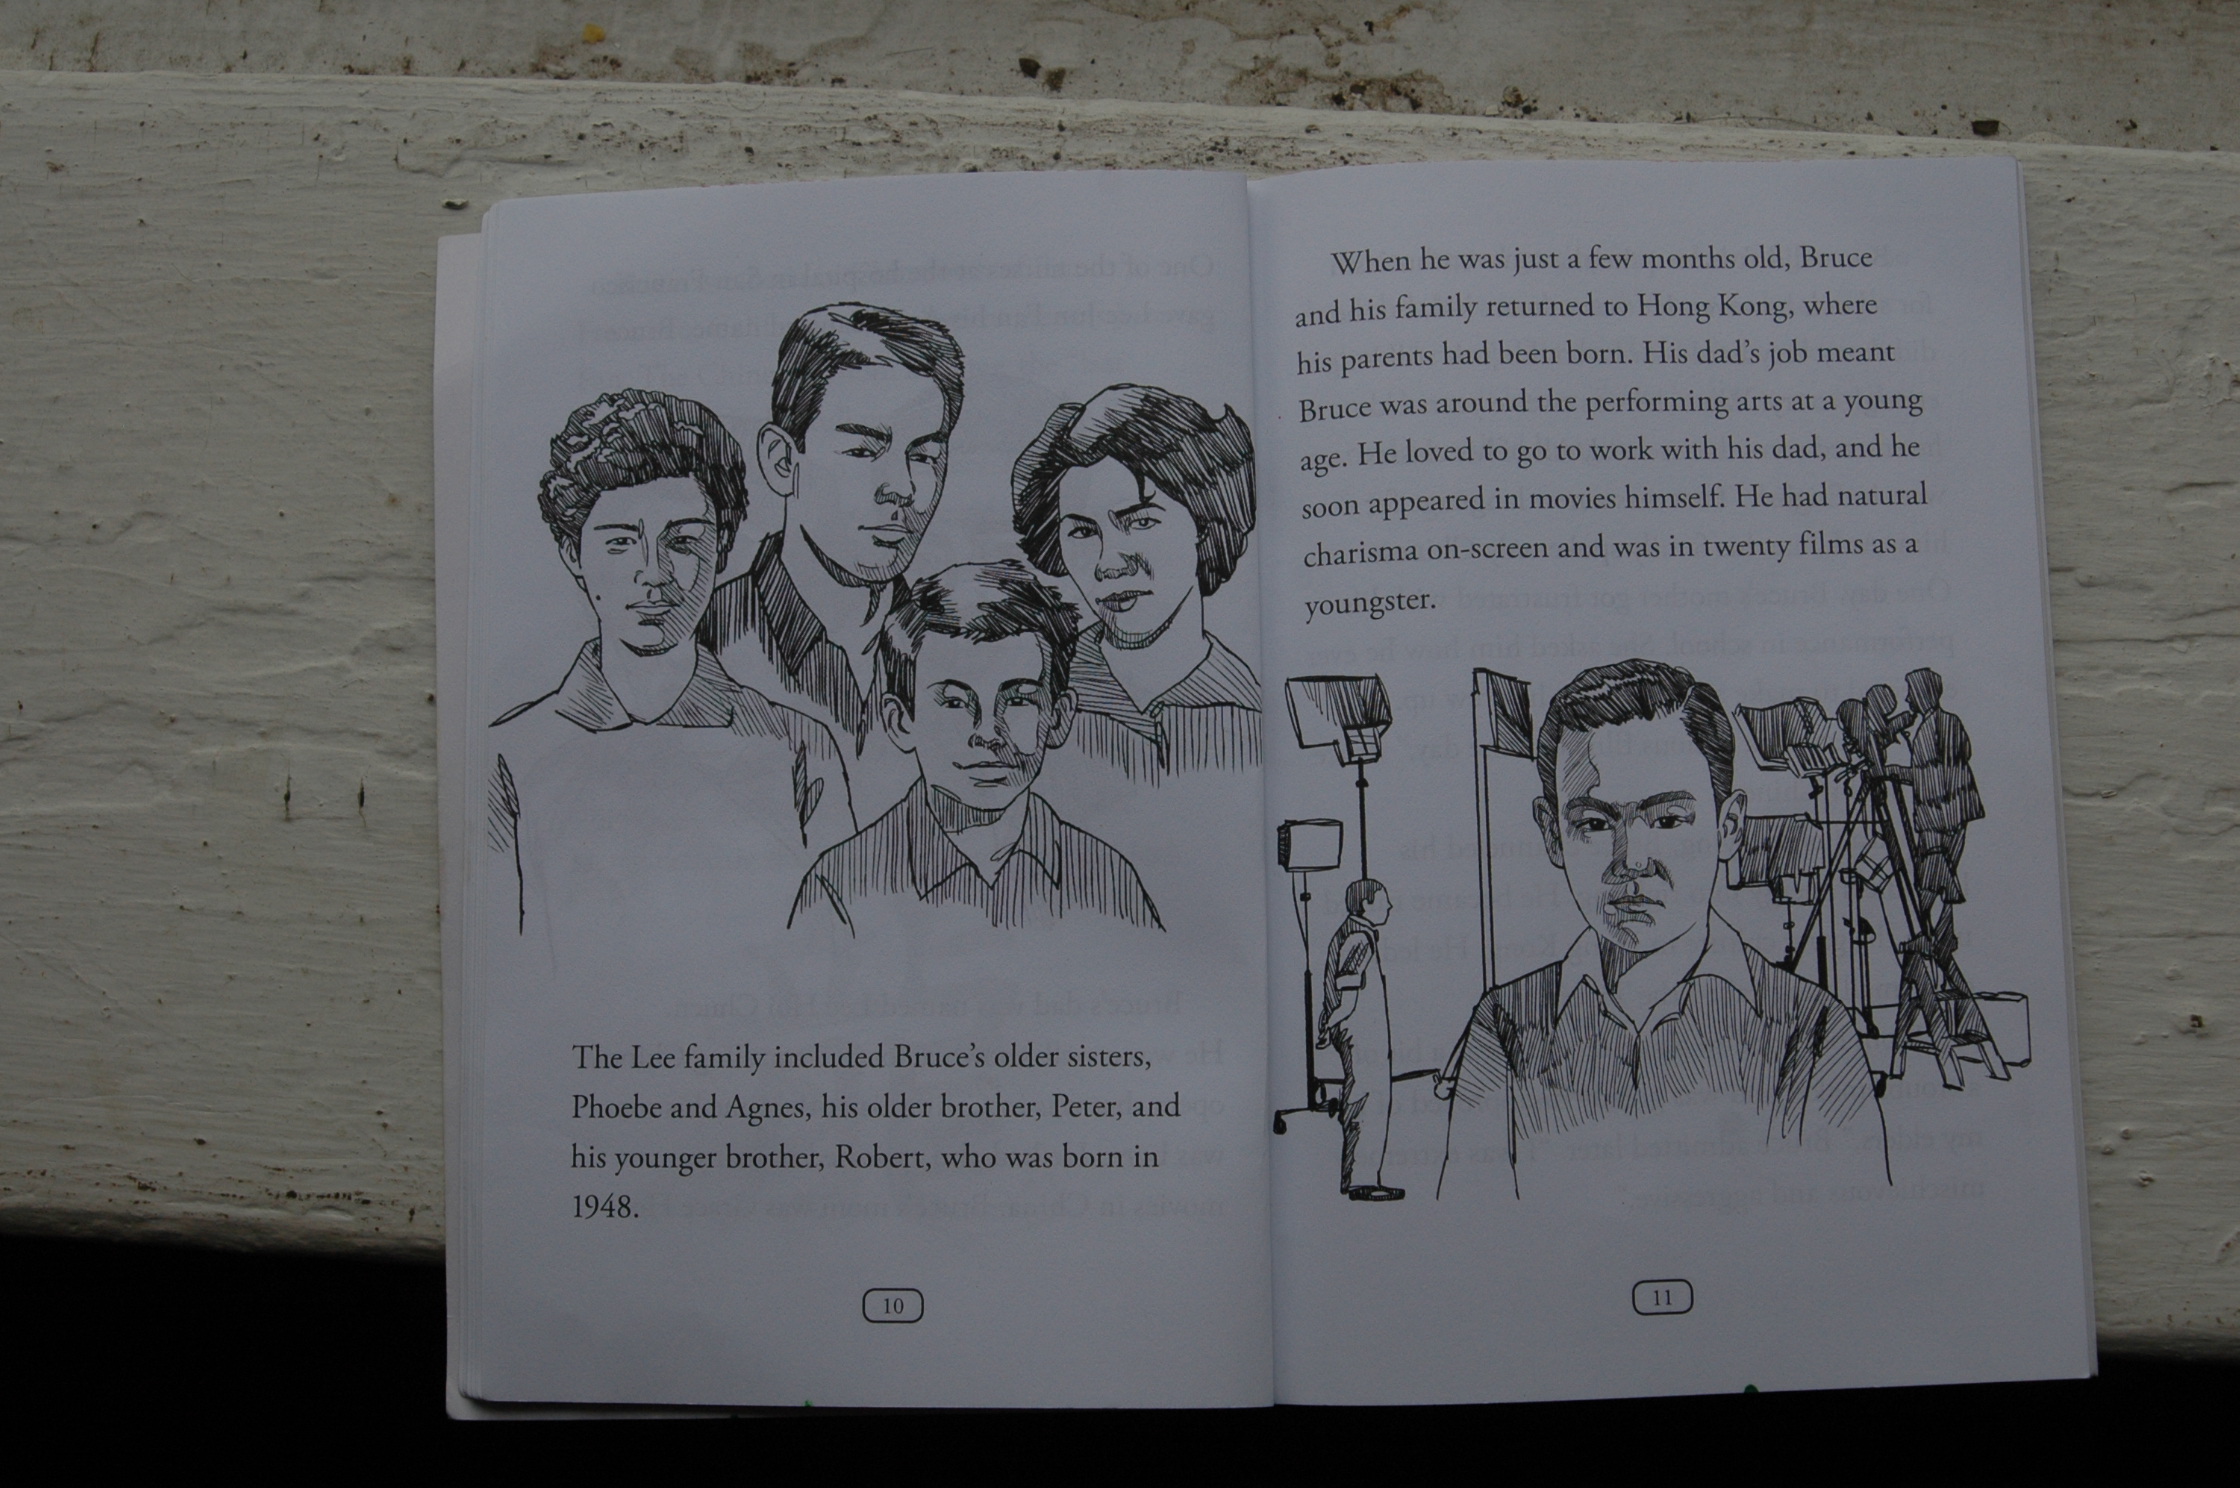 The Lee family included Bruce's older sisters,
Phoebe and Agnes, his older brother, Peter, and
his younger brother, Robert, who was born in
1948.
10
When he was just a few months old, Bruce
and his family returned to Hong Kong, where
his parents had been born. His dad's job meant
Bruce was around the performing arts at a young
age. He loved to go to work with his dad, and he
soon appeared in movies himself. He had natural
charisma on-screen and was in twenty films as a
youngster.
11